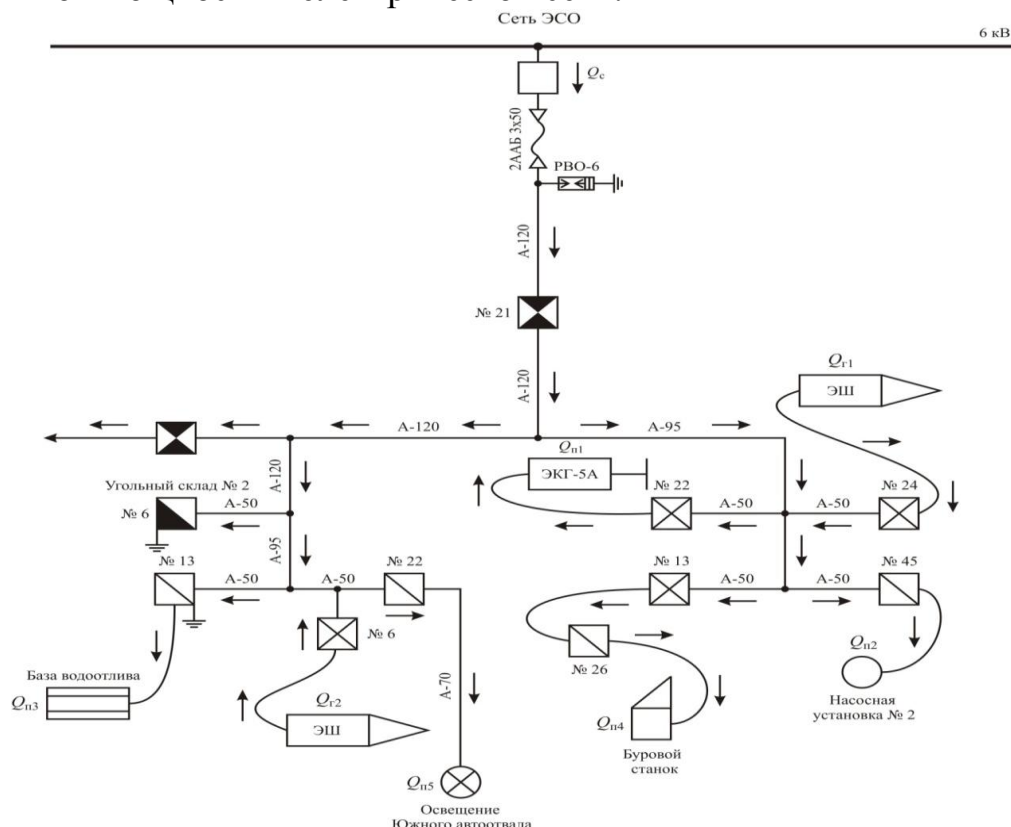 Сеть ЭСО
6 кВ
Qс
2ААБ 3х50
РВО-6
А-120
№ 21
А-120
Qг1
ЭШ
А-120
А-95
Qп1
ЭКГ-5А
№ 22
№ 24
А-50
А-50
А-120
Угольный склад № 2
№ 6
А-50
А-95
№ 13
А-50
А-50
№ 22
№ 13
А-50
А-50
№ 45
№ 6
№ 26
База водоотлива
Qп3
Qг2
ЭШ
А-70
Qп4
Буровой
станок
Qп2
Насосная
установка № 2
Qп5
Освещение
Южного автоотвала